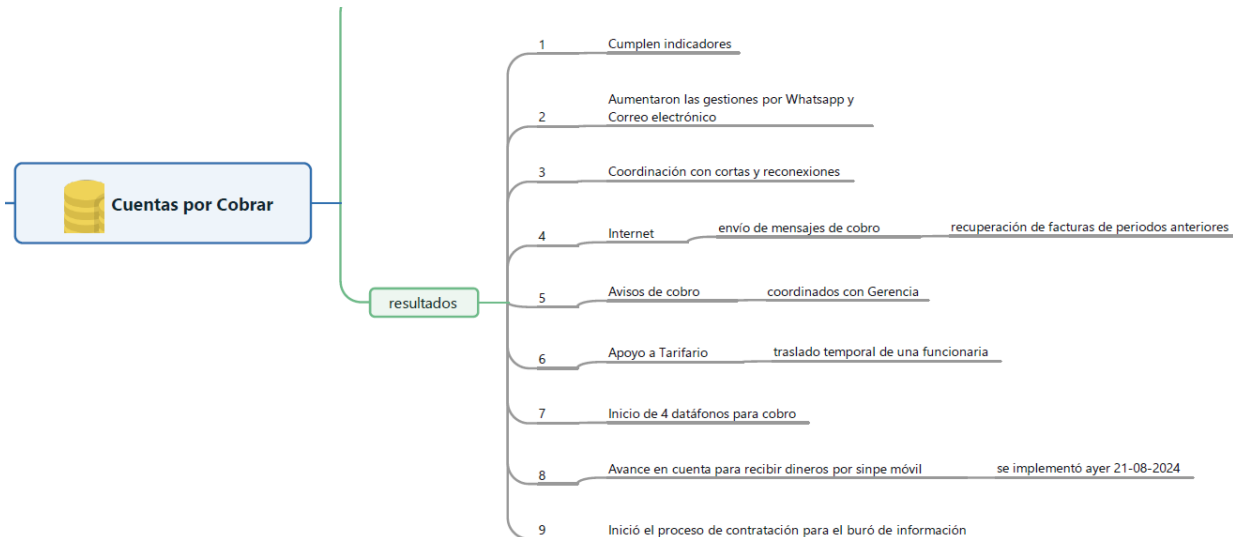 Cuentas por Cobrar
resultados
1 Cumplen indicadores
2 Aumentaron las gestiones por Whatsapp y
Correo electrónico
3 Coordinación con cortas y reconexiones
4 Internet envío de mensajes de cobro recuperación de facturas de periodos anteriores
5 Avisos de cobro coordinados con Gerencia
6 Apoyo a Tarifario traslado temporal de una funcionaria
7 Inicio de 4 datáfonos para cobro
8 Avance en cuenta para recibir dineros por sinpe móvil se implementó ayer 21-08-2024
9 Inició el proceso de contratación para el buró de información